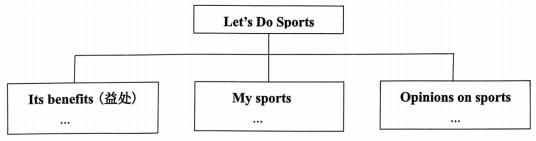 Let's Do Sports
Its benefits (益处)
...
My sports
...
Opinions on sports
...